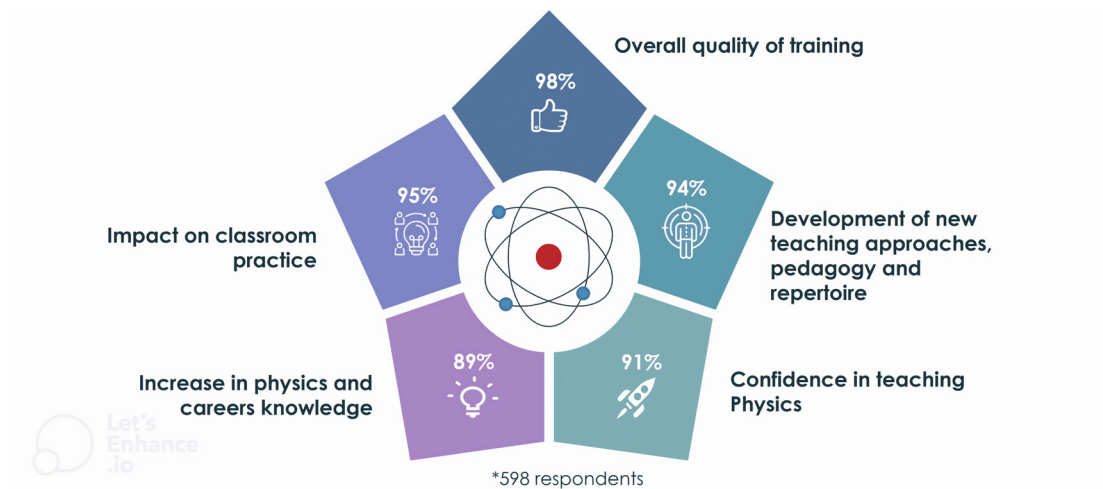 98%
Overall quality of training
95%
Impact on classroom
practice
94%
Development of new
teaching approaches,
pedagogy and
repertoire
89%
Increase in physics and
careers knowledge
91%
Confidence in teaching
Physics
Let's
Enhance
.io
*598 respondents